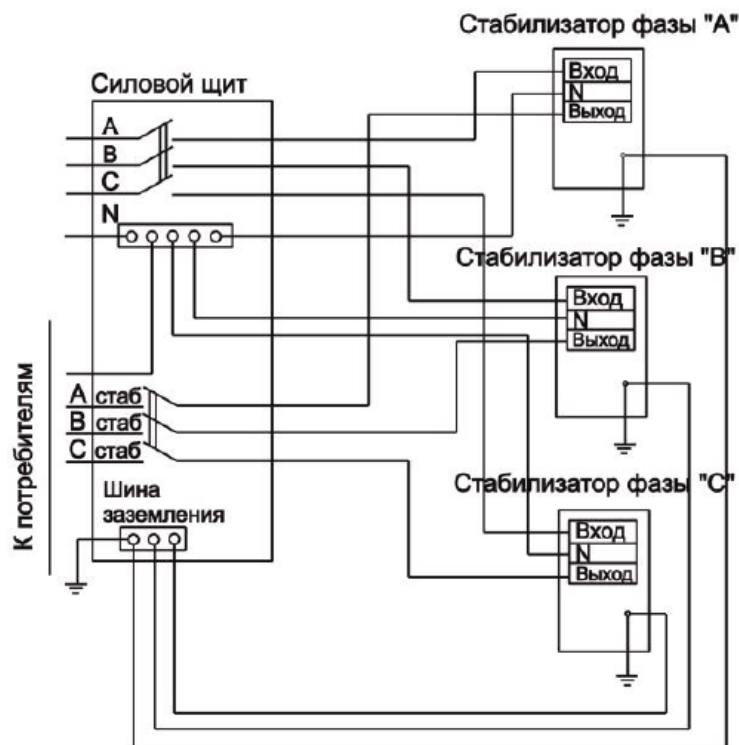 Стабилизатор фазы "А"
Вход
N
Выход
Силовой щит
А
В
С
N
Стабилизатор фазы "В"
Вход
N
Выход
К потребителям
А стаб
В стаб
С стаб
Стабилизатор фазы "С"
Вход
N
Выход
Шина
заземления